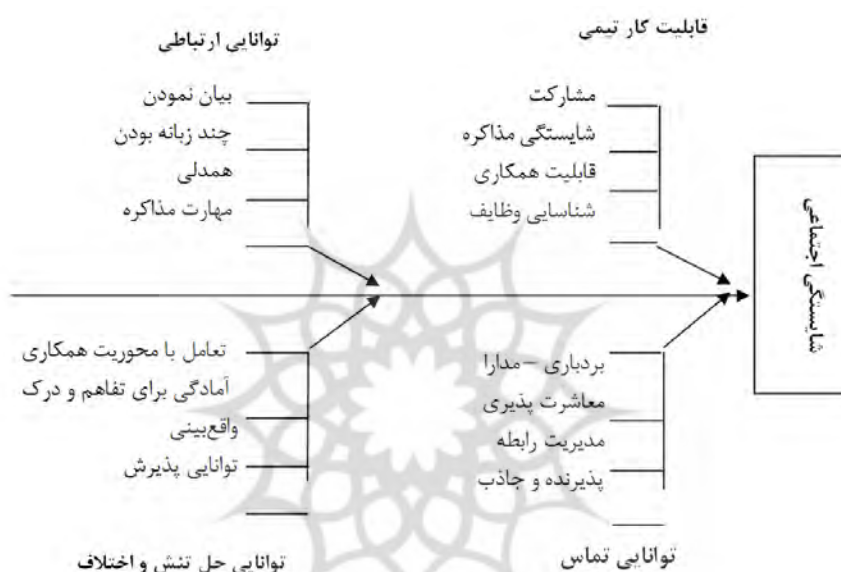 قابلیت کار تیمی
مشارکت
شایستگی مذاکره
قابلیت همکاری
شناسایی وظایف
توانایی ارتباطی
بیان نمودن
چند زبانه بودن
همدلی
مهارت مذاکره
شایستگی اجتماعی
بردباری – مدارا
معاشرت پذیری
مدیریت رابطه
پذیرنده و جاذب
توانایی تماس
تعامل با محوریت همکاری
آمادگی برای تفاهم و درک
واقع‌بینی
توانایی پذیرش
توانایی حل تنش و اختلاف